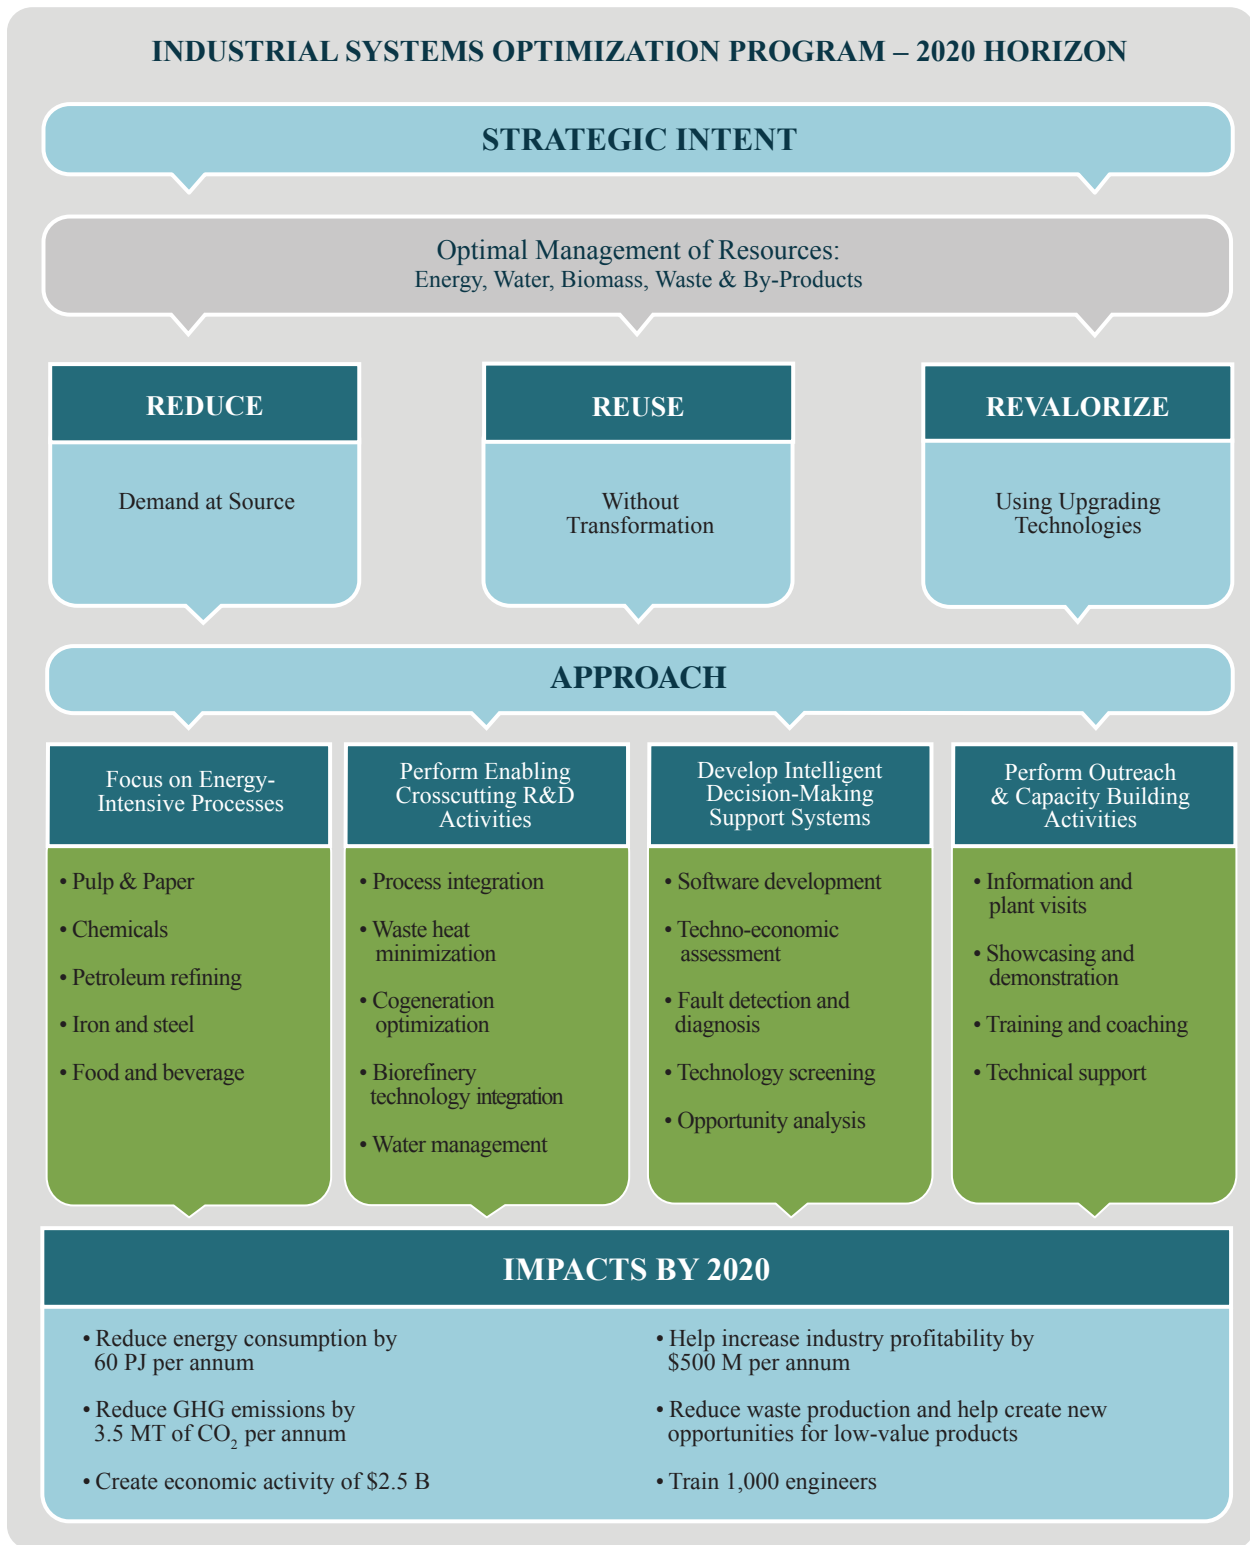 INDUSTRIAL SYSTEMS OPTIMIZATION PROGRAM – 2020 HORIZON
STRATEGIC INTENT
Optimal Management of Resources:
Energy, Water, Biomass, Waste & By-Products
REDUCE
Demand at Source
REUSE
Without
Transformation
REVALORIZE
Using Upgrading
Technologies
APPROACH
Focus on Energy-
Intensive Processes
• Pulp & Paper
• Chemicals
• Petroleum refining
• Iron and steel
• Food and beverage
Perform Enabling
Crosscutting R&D
Activities
• Process integration
• Waste heat
minimization
• Cogeneration
optimization
• Biorefinery
technology integration
• Water management
Develop Intelligent
Decision-Making
Support Systems
• Software development
• Techno-economic
assessment
• Fault detection and
diagnosis
• Technology screening
• Opportunity analysis
Perform Outreach
& Capacity Building
Activities
• Information and
plant visits
• Showcasing and
demonstration
• Training and coaching
• Technical support
IMPACTS BY 2020
• Reduce energy consumption by
60 PJ per annum
• Reduce GHG emissions by
3.5 MT of CO₂ per annum
• Create economic activity of $2.5 B
• Help increase industry profitability by
$500 M per annum
• Reduce waste production and help create new
opportunities for low-value products
• Train 1,000 engineers